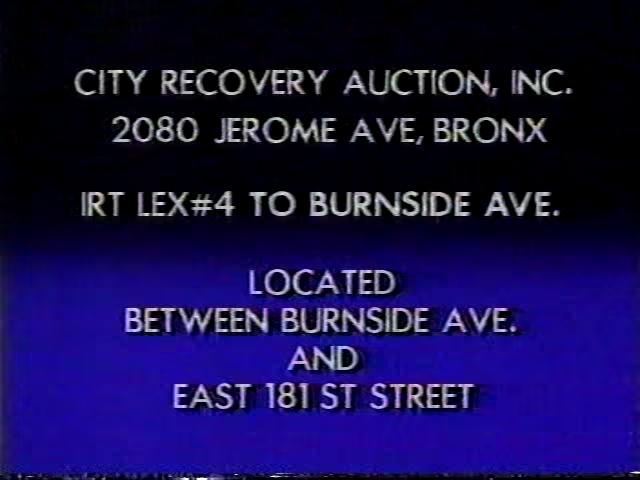 CITY RECOVERY AUCTION, INC.
2080 JEROME AVE, BRONX
IRT LEX#4 TO BURNSIDE AVE.
LOCATED
BETWEEN BURNSIDE AVE.
AND
EAST 181 ST STREET